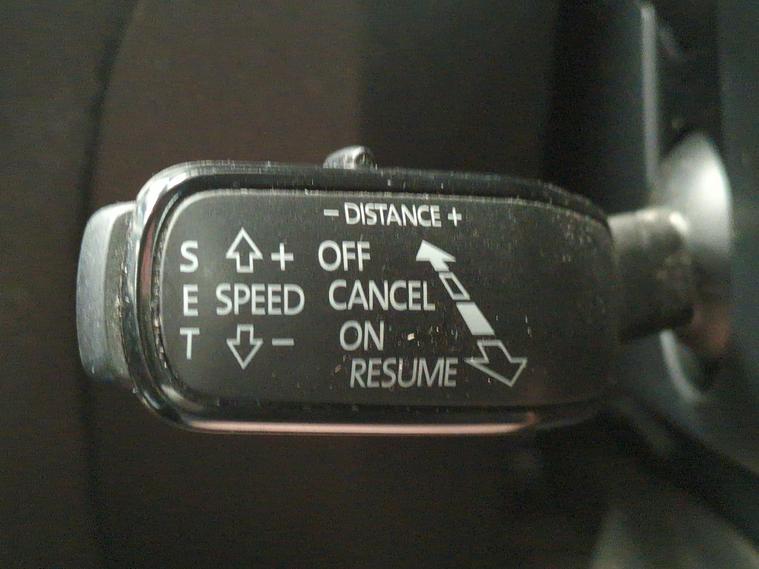 - DISTANCE +
S + OFF
E SPEED CANCEL
T - ON
RESUME